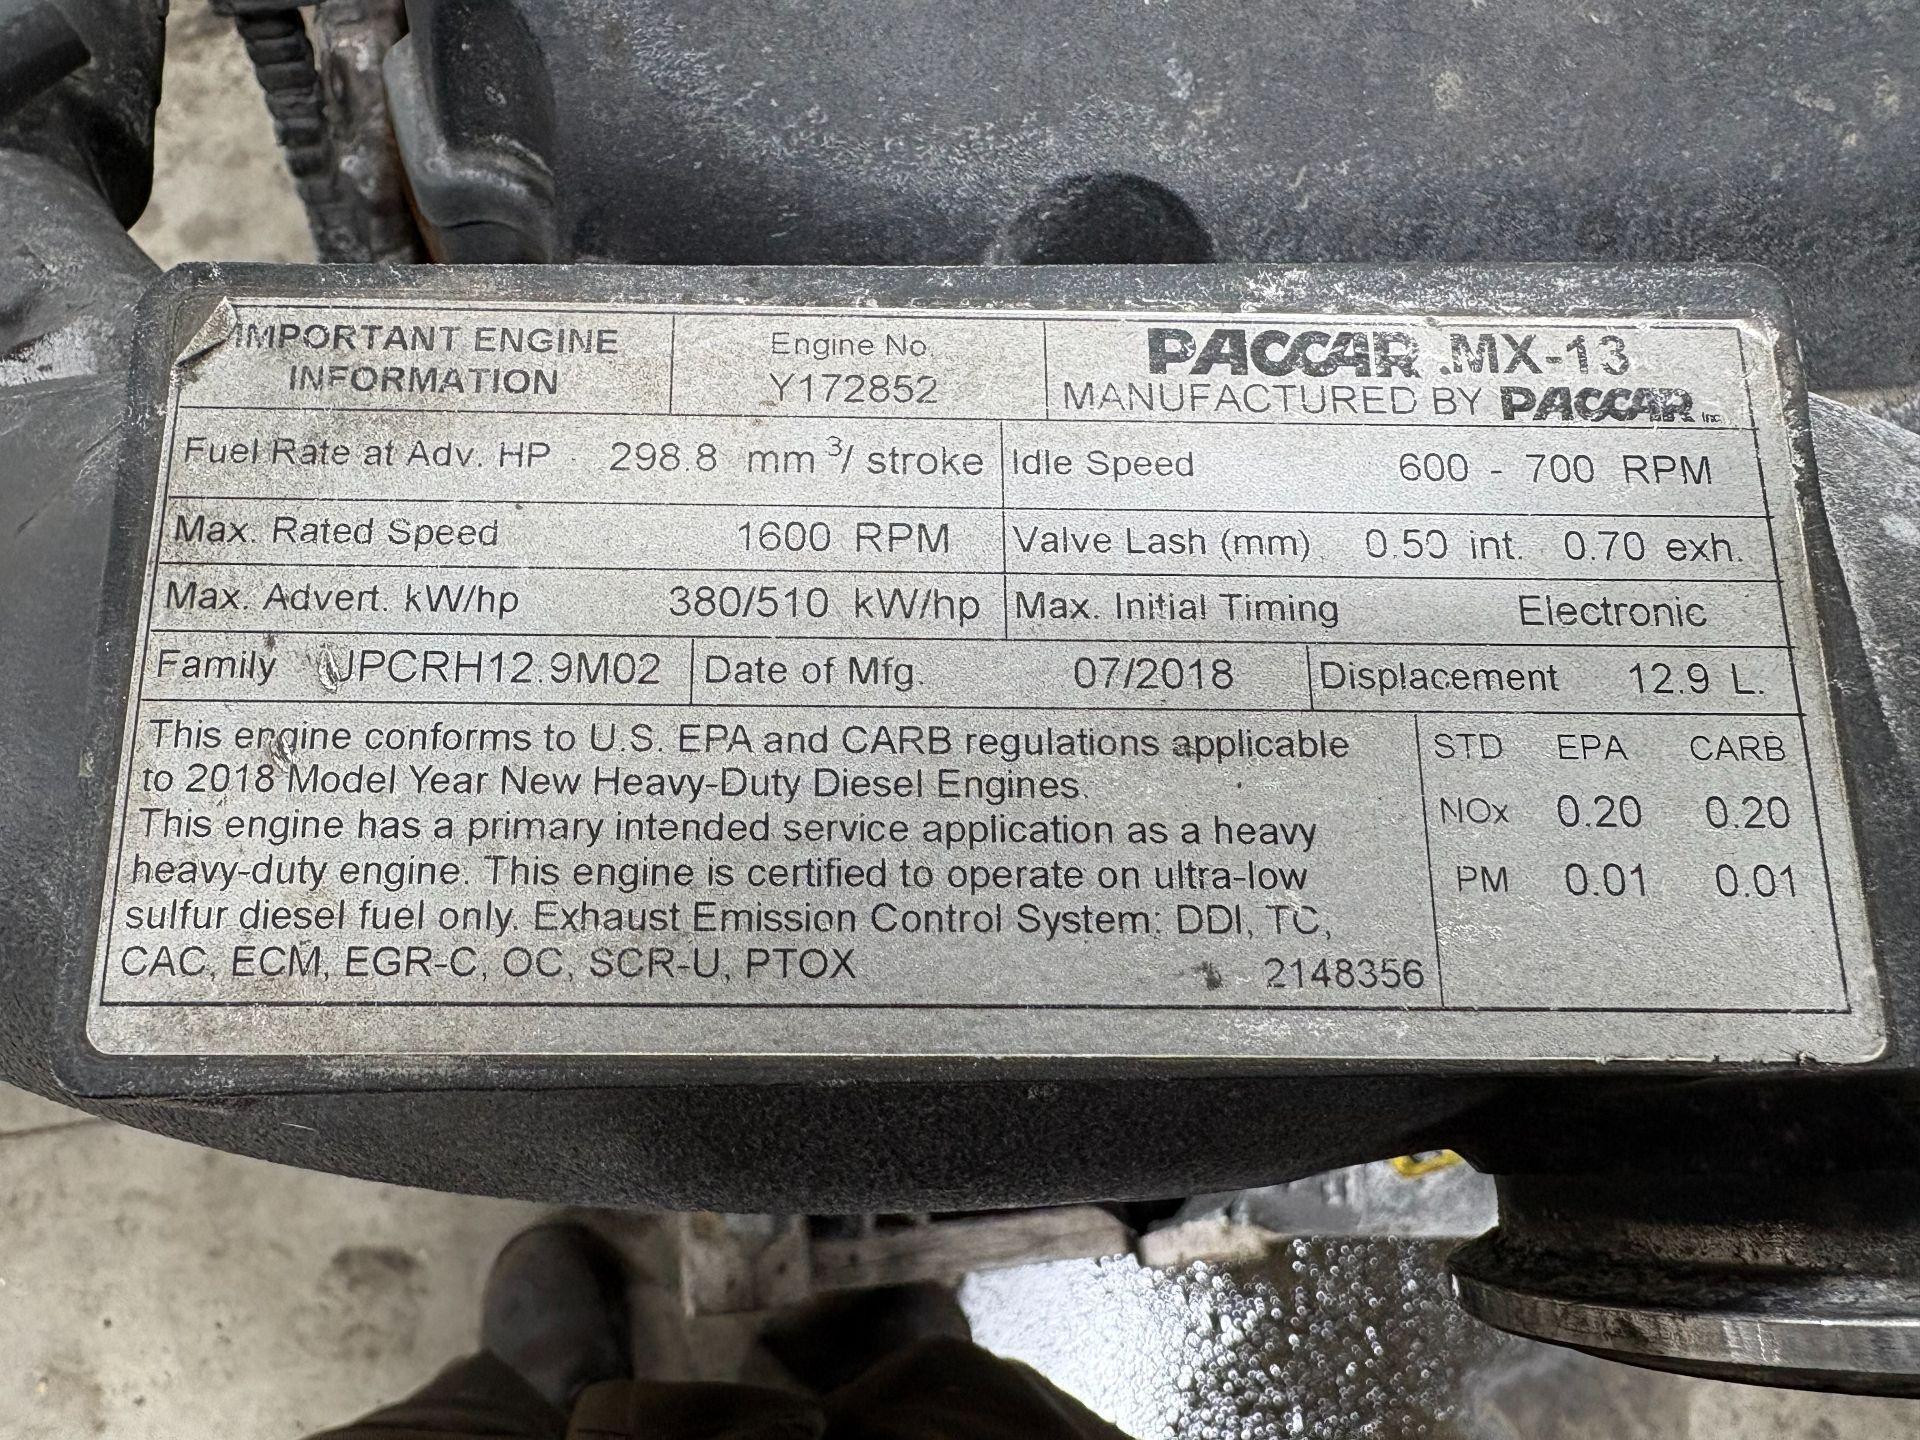 IMPORTANT ENGINE
INFORMATION
Engine No.
Y172852
PACCAR MX-13
MANUFACTURED BY PACCAR Inc.
Fuel Rate at Adv. HP 298.8 mm³/ stroke
Idle Speed 600 - 700 RPM
Max. Rated Speed 1600 RPM
Valve Lash (mm) 0.50 int. 0.70 exh.
Max. Advert. kW/hp 380/510 kW/hp
Max. Initial Timing Electronic
Family JPCRH12.9M02
Date of Mfg. 07/2018
Displacement 12.9 L.
This engine conforms to U.S. EPA and CARB regulations applicable
to 2018 Model Year New Heavy-Duty Diesel Engines.
This engine has a primary intended service application as a heavy
heavy-duty engine. This engine is certified to operate on ultra-low
sulfur diesel fuel only. Exhaust Emission Control System: DDI, TC,
CAC, ECM, EGR-C, OC, SCR-U, PTOX
2148356
STD EPA CARB
NOx 0.20 0.20
PM 0.01 0.01